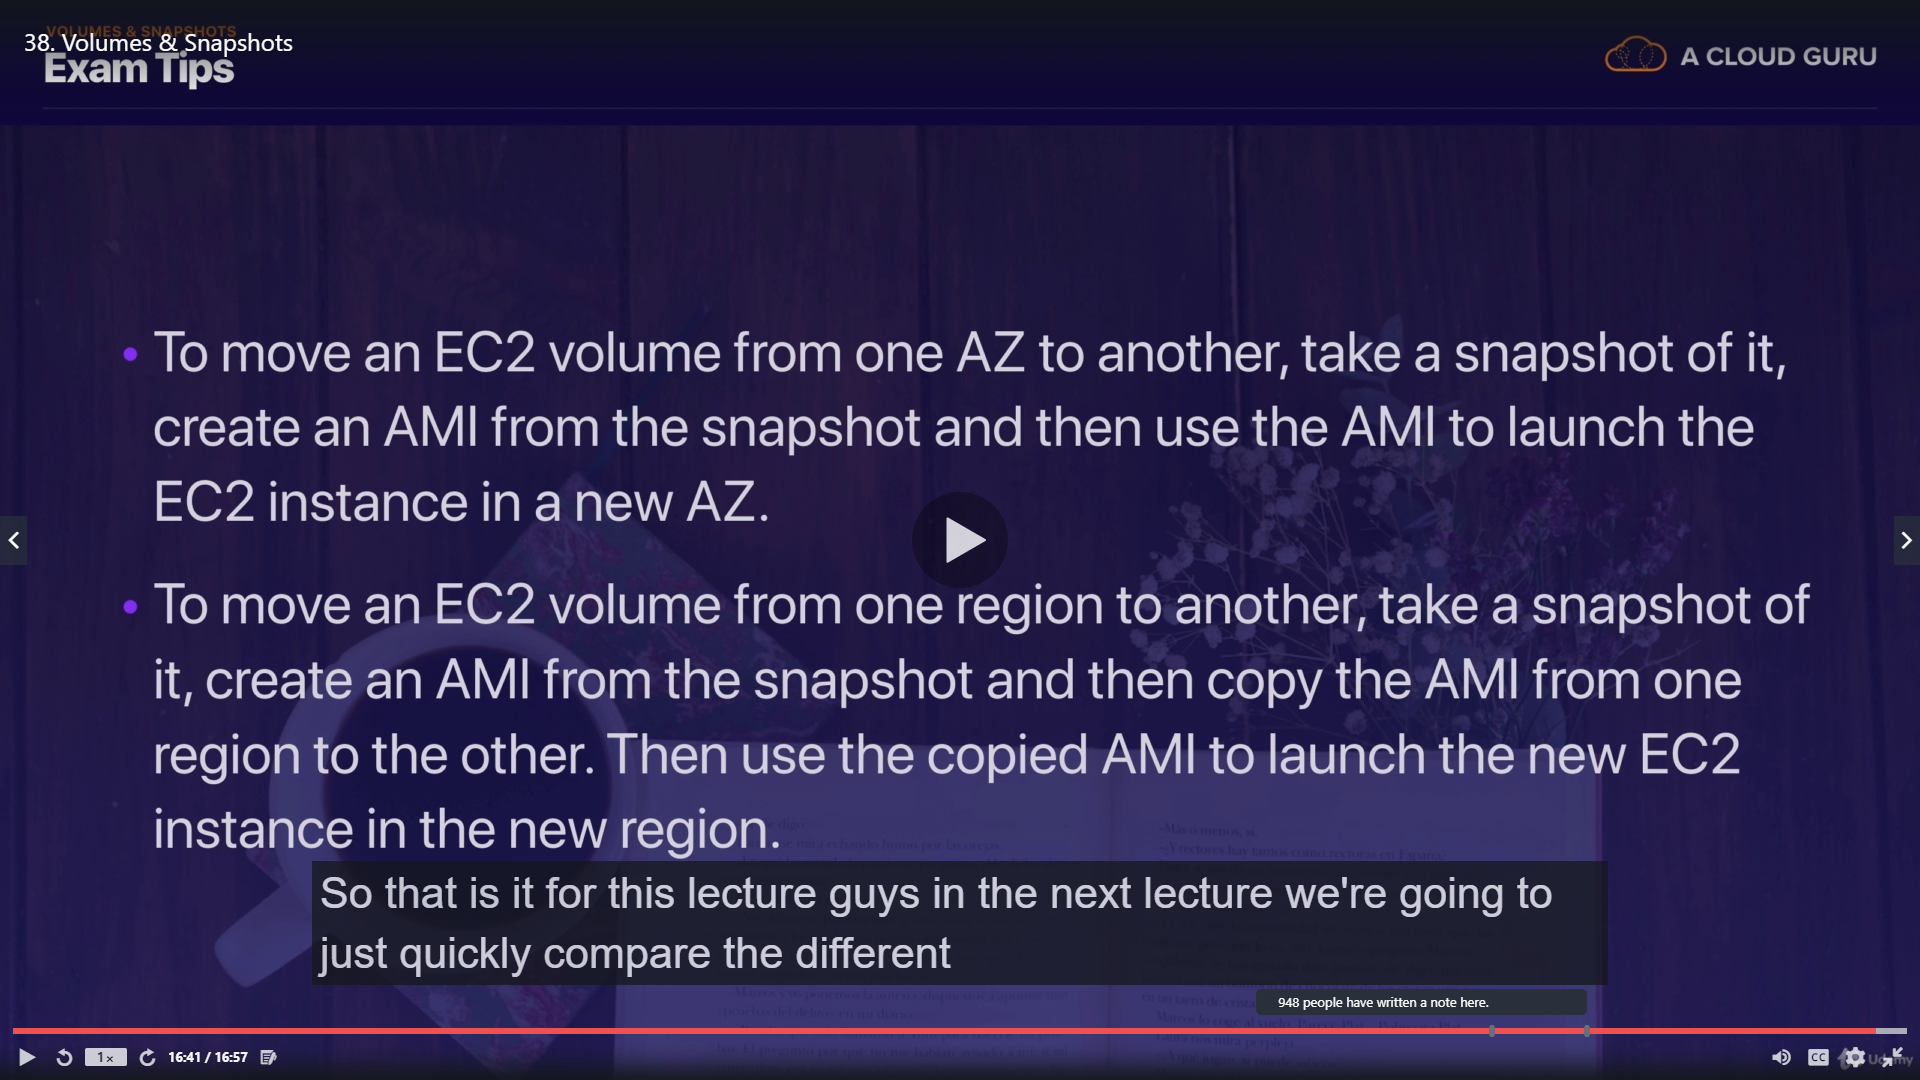 VOLUMES & SNAPSHOTS
38. Volumes & Snapshots
Exam Tips
A CLOUD GURU
• To move an EC2 volume from one AZ to another, take a snapshot of it,
create an AMI from the snapshot and then use the AMI to launch the
EC2 instance in a new AZ.
• To move an EC2 volume from one region to another, take a snapshot of
it, create an AMI from the snapshot and then copy the AMI from one
region to the other. Then use the copied AMI to launch the new EC2
instance in the new region.
So that is it for this lecture guys in the next lecture we're going to
just quickly compare the different
948 people have written a note here.
1x
16:41 / 16:57
CC
Udemy